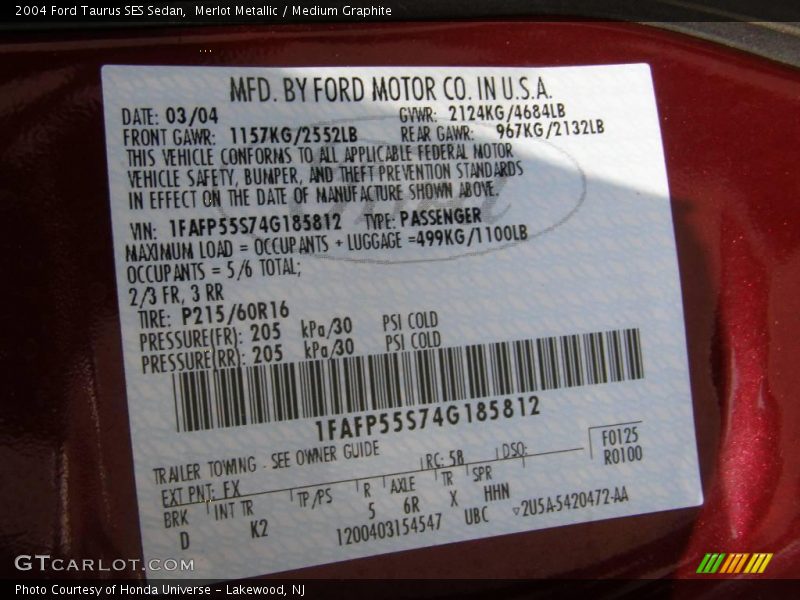 2004 Ford Taurus SES Sedan,  Merlot Metallic / Medium Graphite
MFD. BY FORD MOTOR CO. IN U.S.A.
DATE: 03/04 GVWR: 2124KG/4684LB
FRONT GAWR: 1157KG/2552LB REAR GAWR: 967KG/2132LB
THIS VEHICLE CONFORMS TO ALL APPLICABLE FEDERAL MOTOR
VEHICLE SAFETY, BUMPER, AND THEFT PREVENTION STANDARDS
IN EFFECT ON THE DATE OF MANUFACTURE SHOWN ABOVE.
VIN: 1FAFP55S74G185812 TYPE: PASSENGER
MAXIMUM LOAD = OCCUPANTS + LUGGAGE =499KG/1100LB
OCCUPANTS = 5/6 TOTAL;
2/3 FR, 3 RR
TIRE: P215/60R16
PRESSURE(FR): 205 kPa/30 PSI COLD
PRESSURE(RR): 205 kPa/30 PSI COLD
1FAFP55S74G185812
TRAILER TOWING - SEE OWNER GUIDE
F0125
EXT PNT: FX RC: 58 DSO: R0100
BRK INT TR TP/PS R AXLE TR SPR
D K2 5 6R X HHN
1200403154547 UBC ▽2U5A-5420472-AA
GTCARLOT.COM
Photo Courtesy of Honda Universe - Lakewood, NJ